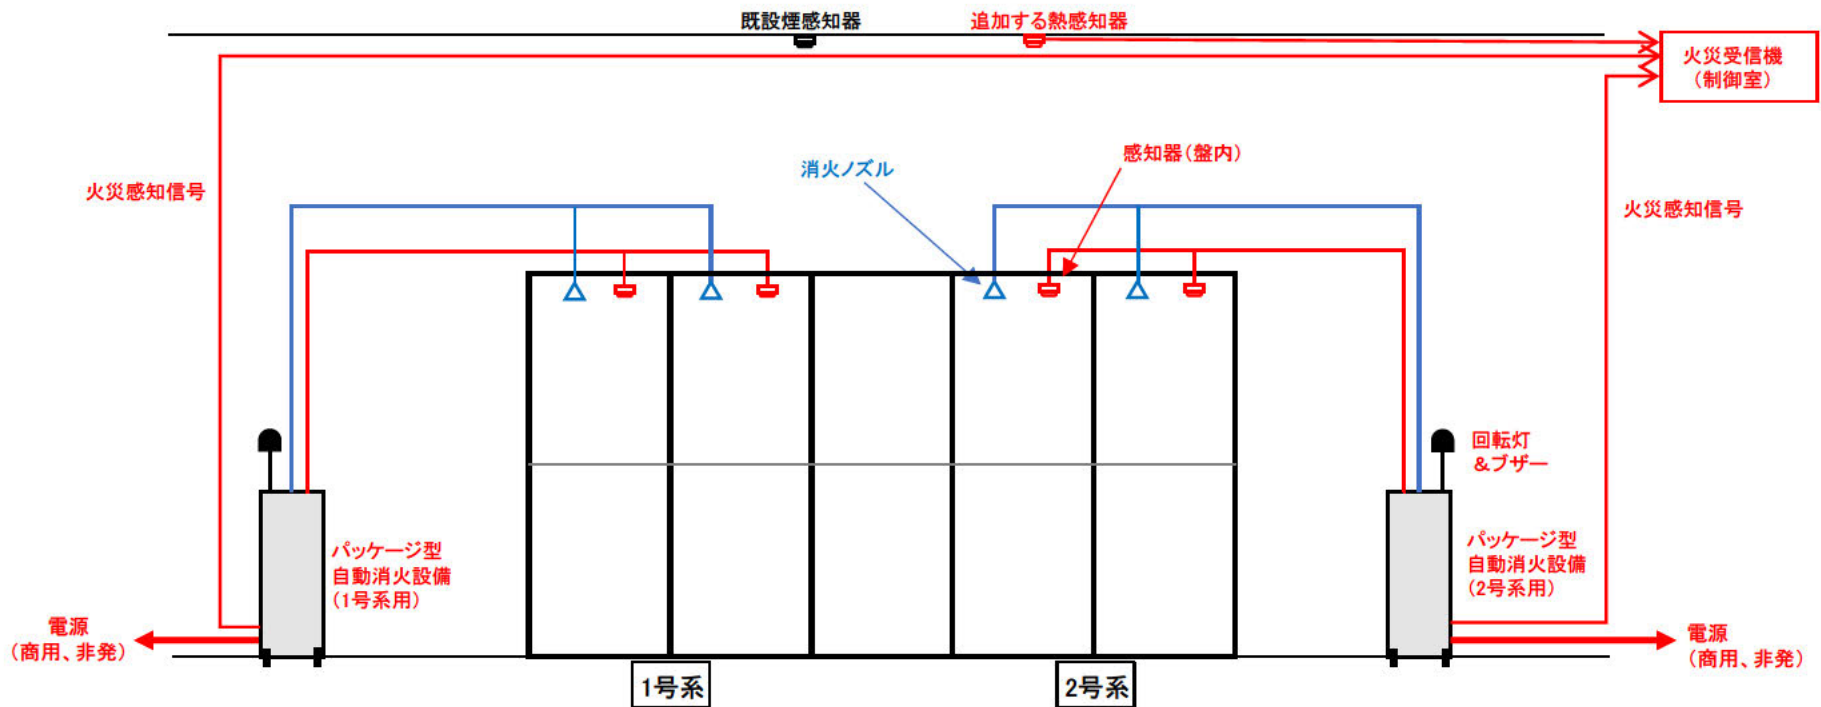 既設煙感知器
追加する熱感知器
火災受信機
(制御室)
感知器(盤内)
消火ノズル
火災感知信号
火災感知信号
回転灯
&ブザー
パッケージ型
自動消火設備
(1号系用)
パッケージ型
自動消火設備
(2号系用)
電源
(商用、非発)
電源
(商用、非発)
1号系
2号系